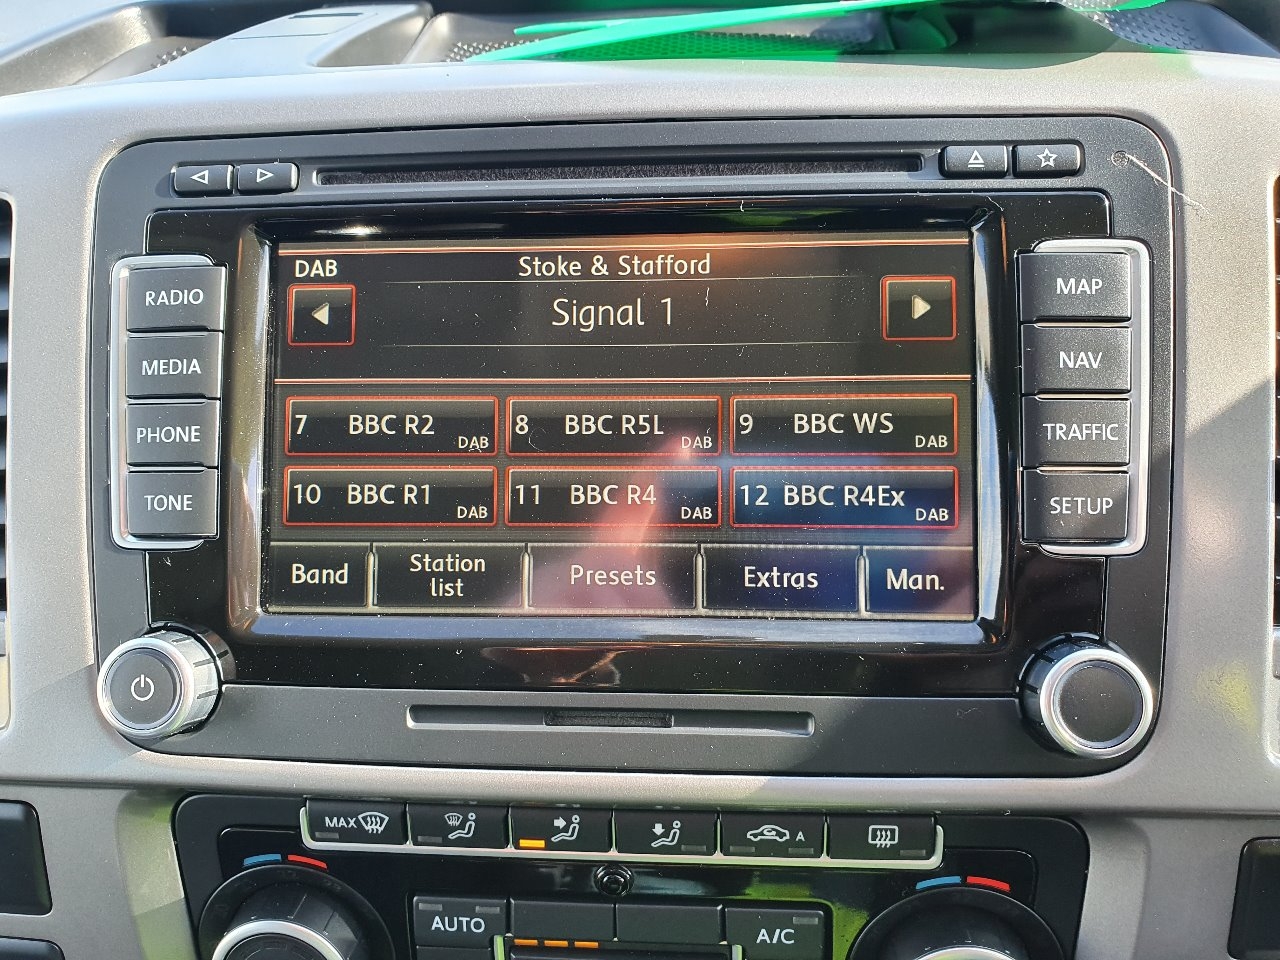 DAB
Stoke & Stafford
Signal 1
RADIO
MEDIA
PHONE
TONE
7 BBC R2 DAB
8 BBC R5L DAB
9 BBC WS DAB
10 BBC R1 DAB
11 BBC R4 DAB
12 BBC R4Ex DAB
Band
Station
list
Presets
Extras
Man.
MAP
NAV
TRAFFIC
SETUP
MAX
A
AUTO
A/C